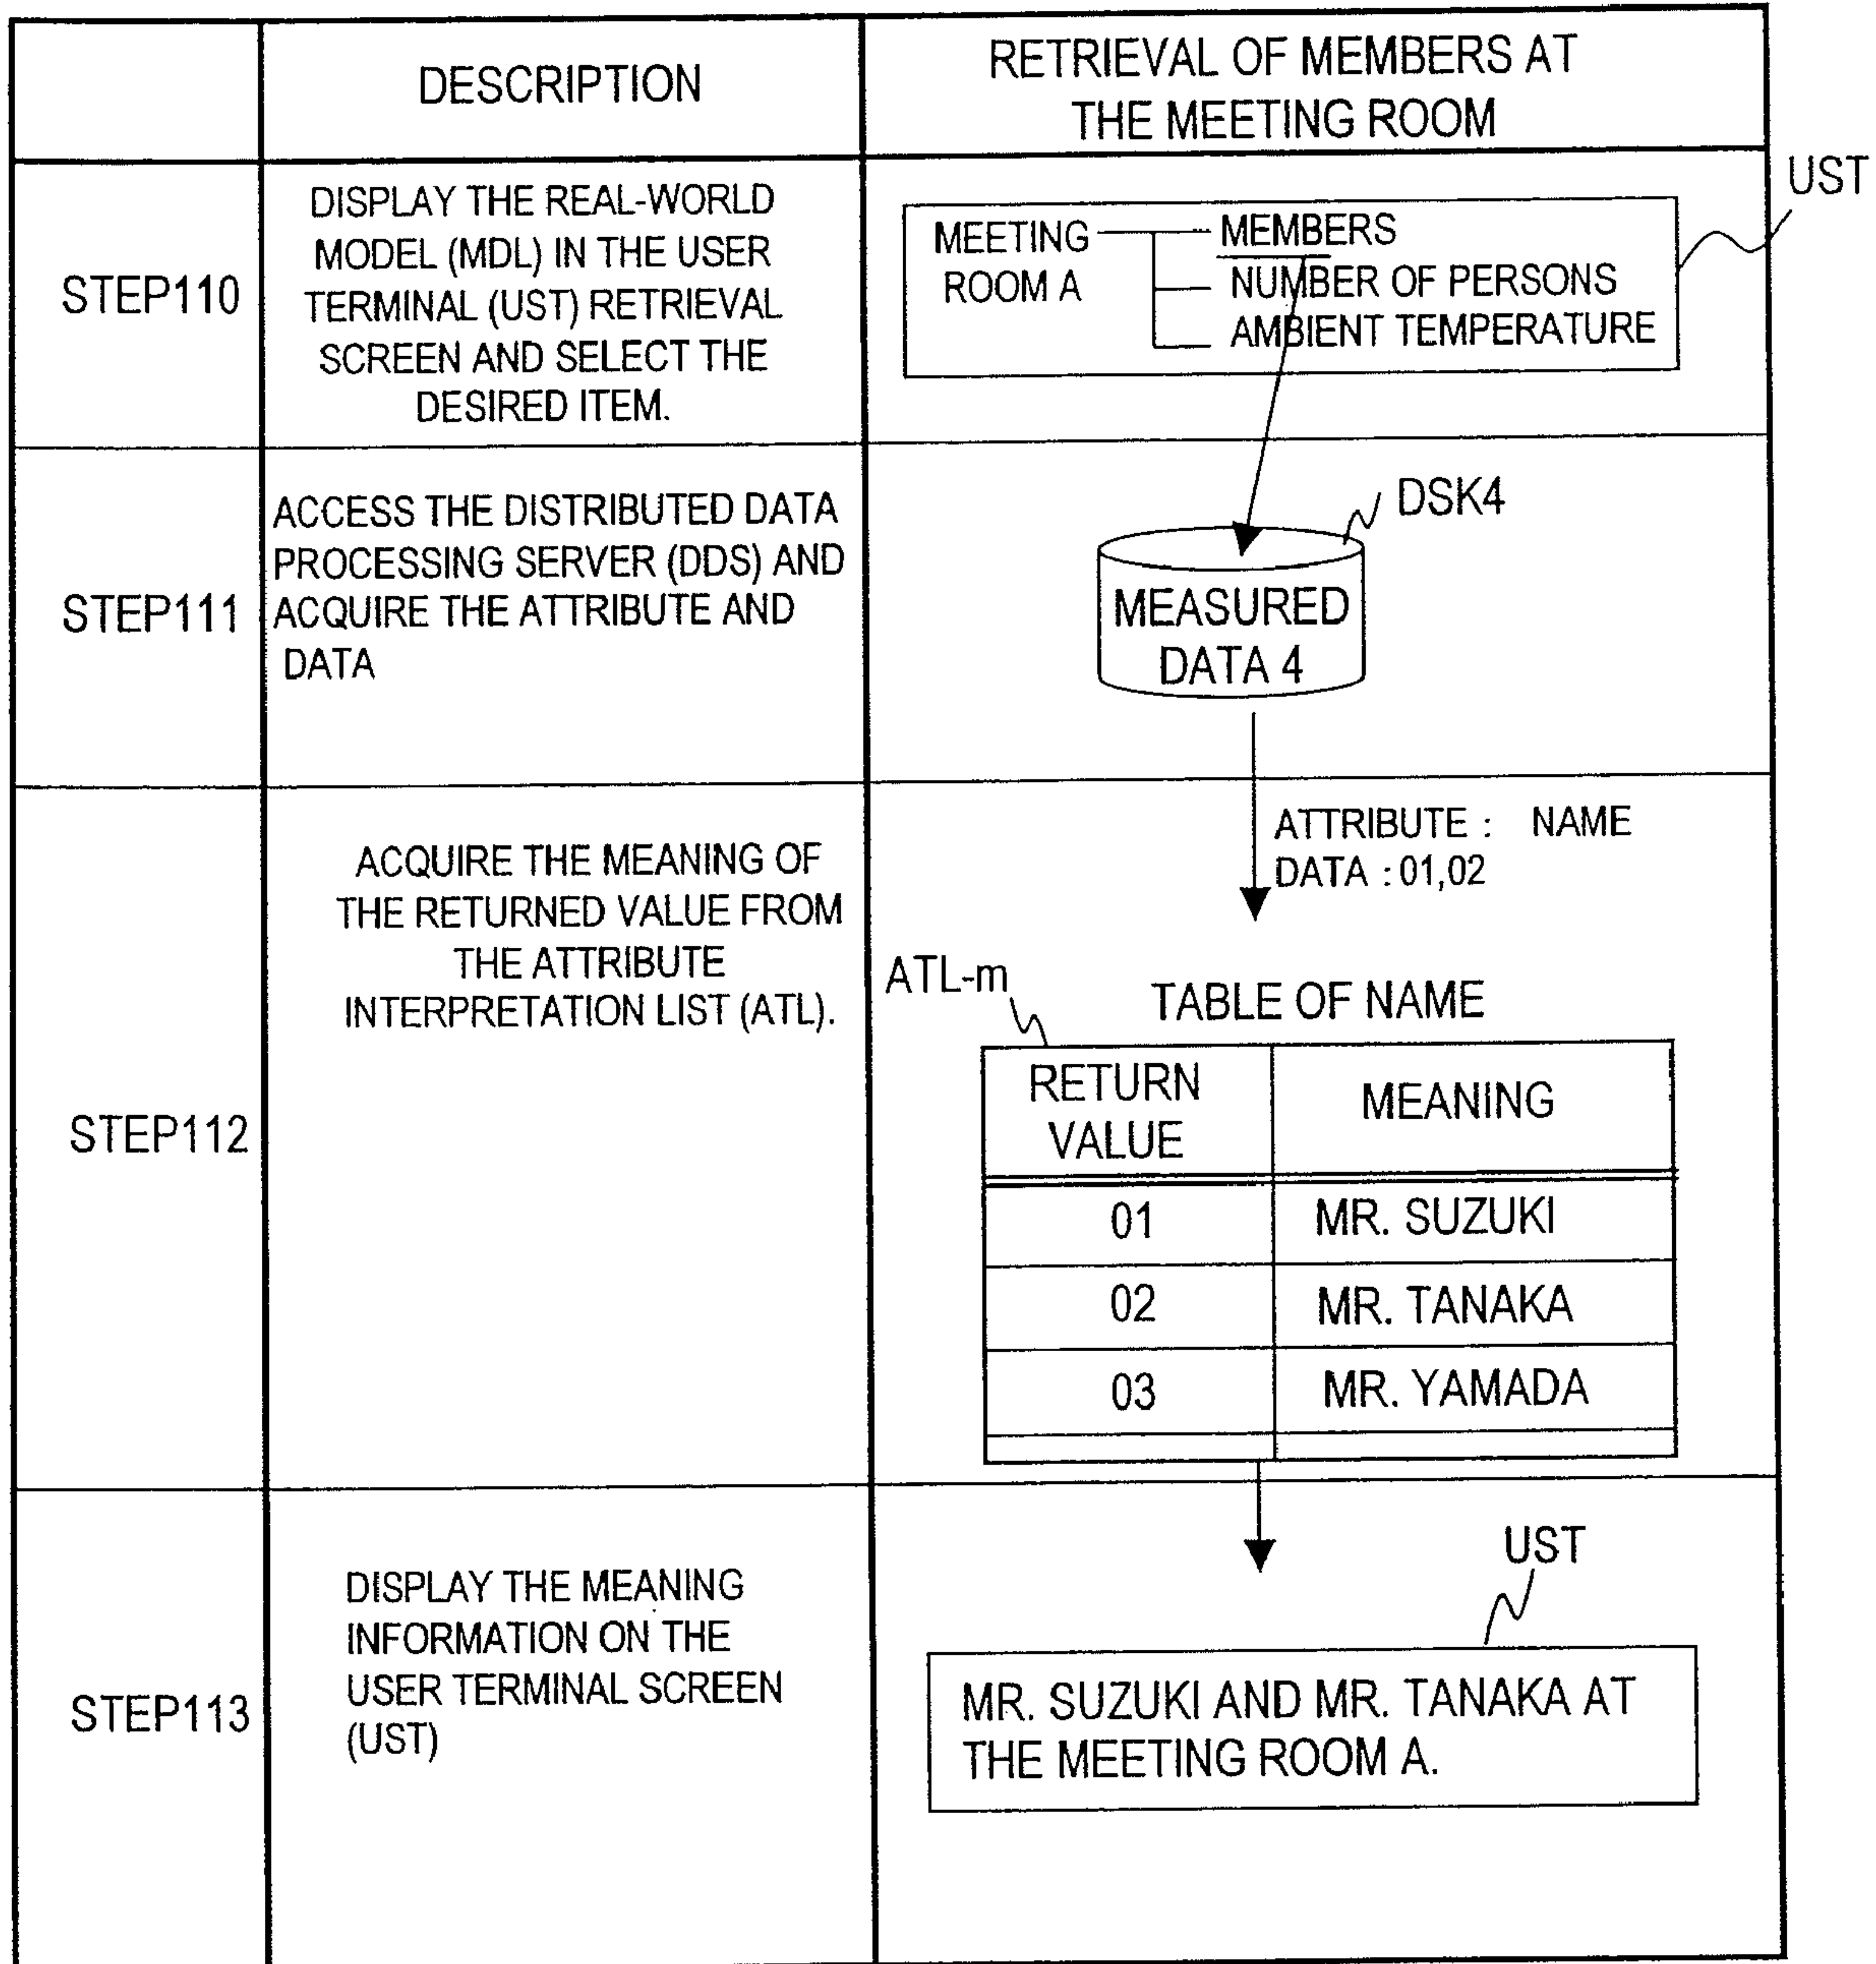 DESCRIPTION
RETRIEVAL OF MEMBERS AT
THE MEETING ROOM
STEP110
DISPLAY THE REAL-WORLD
MODEL (MDL) IN THE USER
TERMINAL (UST) RETRIEVAL
SCREEN AND SELECT THE
DESIRED ITEM.
UST
MEETING
ROOM A
MEMBERS
NUMBER OF PERSONS
AMBIENT TEMPERATURE
STEP111
ACCESS THE DISTRIBUTED DATA
PROCESSING SERVER (DDS) AND
ACQUIRE THE ATTRIBUTE AND
DATA
DSK4
MEASURED
DATA 4
STEP112
ACQUIRE THE MEANING OF
THE RETURNED VALUE FROM
THE ATTRIBUTE
INTERPRETATION LIST (ATL).
ATTRIBUTE : NAME
DATA : 01,02
ATL-m
TABLE OF NAME
RETURN
VALUE
MEANING
01 MR. SUZUKI
02 MR. TANAKA
03 MR. YAMADA
STEP113
DISPLAY THE MEANING
INFORMATION ON THE
USER TERMINAL SCREEN
(UST)
UST
MR. SUZUKI AND MR. TANAKA AT
THE MEETING ROOM A.